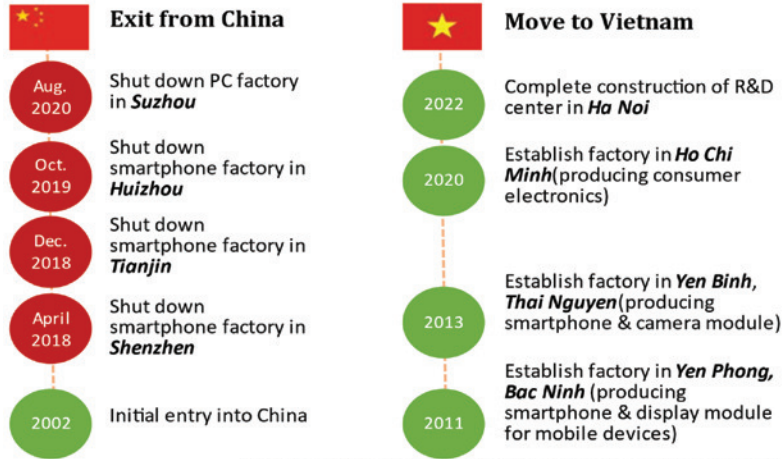 Exit from China
Aug.
2020
Shut down PC factory
in Suzhou
Oct.
2019
Shut down
smartphone factory in
Huizhou
Dec.
2018
Shut down
smartphone factory in
Tianjin
April
2018
Shut down
smartphone factory in
Shenzhen
2002
Initial entry into China
Move to Vietnam
2022
Complete construction of R&D
center in Ha Noi
2020
Establish factory in Ho Chi
Minh(producing consumer
electronics)
2013
Establish factory in Yen Binh,
Thai Nguyen(producing
smartphone & camera module)
2011
Establish factory in Yen Phong,
Bac Ninh (producing
smartphone & display module
for mobile devices)